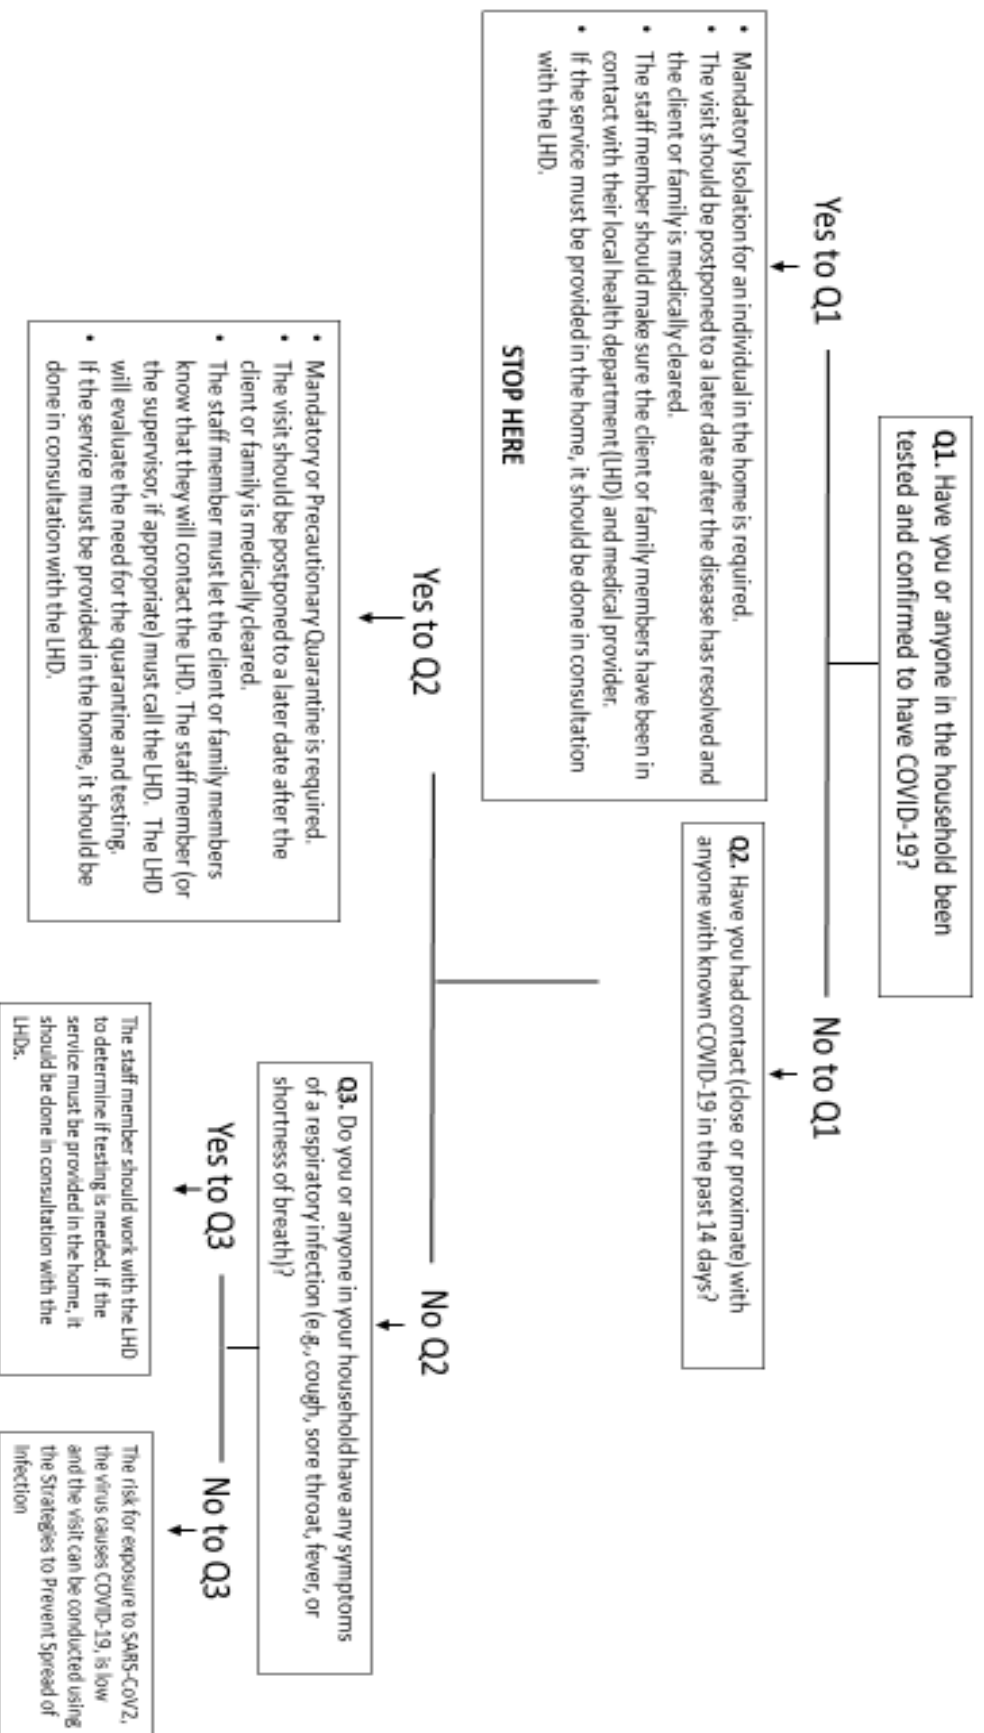 Q1. Have you or anyone in the household been
tested and confirmed to have COVID-19?
Yes to Q1
No to Q1
• Mandatory Isolation for an individual in the home is required.
• The visit should be postponed to a later date after the disease has resolved and
the client or family is medically cleared.
• The staff member should make sure the client or family members have been in
contact with their local health department (LHD) and medical provider.
• If the service must be provided in the home, it should be done in consultation
with the LHD.
STOP HERE
Q2. Have you had contact (close or proximate) with
anyone with known COVID-19 in the past 14 days?
Yes to Q2
No Q2
• Mandatory or Precautionary Quarantine is required.
• The visit should be postponed to a later date after the
client or family is medically cleared.
• The staff member must let the client or family members
know that they will contact the LHD. The staff member (or
the supervisor, if appropriate) must call the LHD. The LHD
will evaluate the need for the quarantine and testing.
• If the service must be provided in the home, it should be
done in consultation with the LHD.
Q3. Do you or anyone in your household have any symptoms
of a respiratory infection (e.g., cough, sore throat, fever, or
shortness of breath)?
Yes to Q3
No to Q3
The staff member should work with the LHD
to determine if testing is needed. If the
service must be provided in the home, it
should be done in consultation with the
LHDs.
The risk for exposure to SARS-CoV2,
the virus causes COVID-19, is low
and the visit can be conducted using
the Strategies to Prevent Spread of
Infection